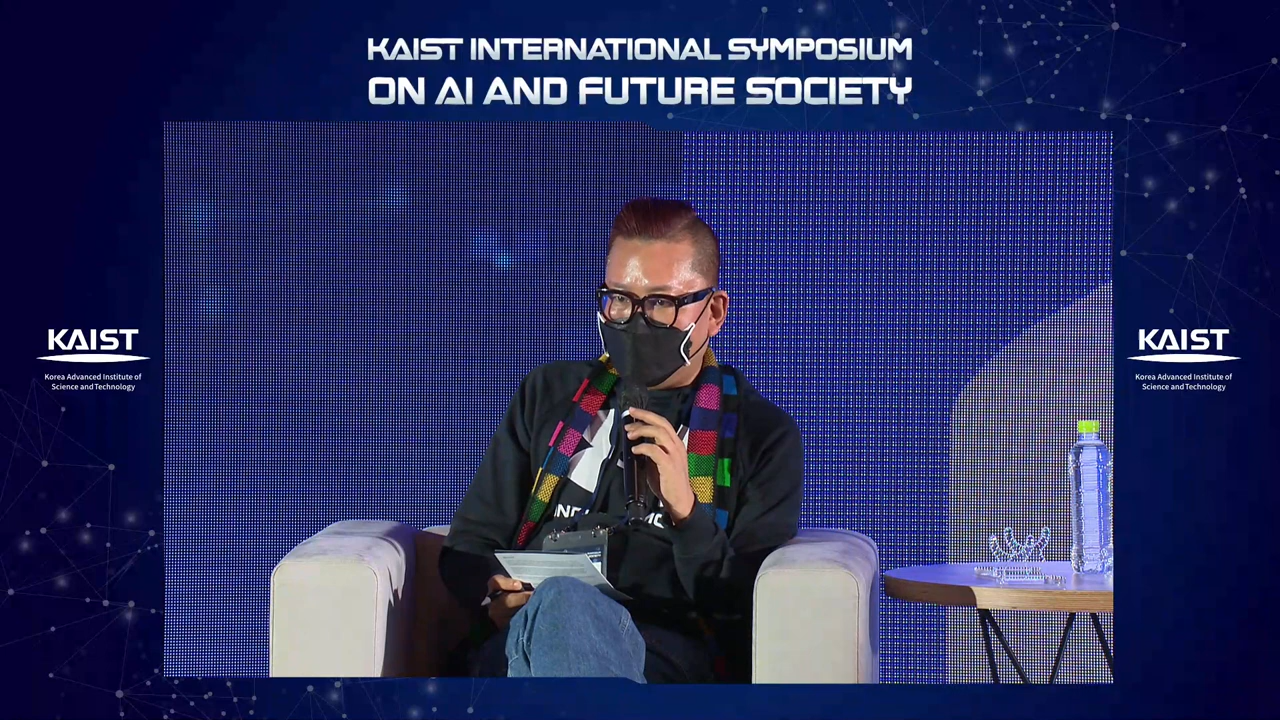 KAIST INTERNATIONAL SYMPOSIUM
ON AI AND FUTURE SOCIETY
KAIST
Korea Advanced Institute of
Science and Technology
KAIST
Korea Advanced Institute of
Science and Technology